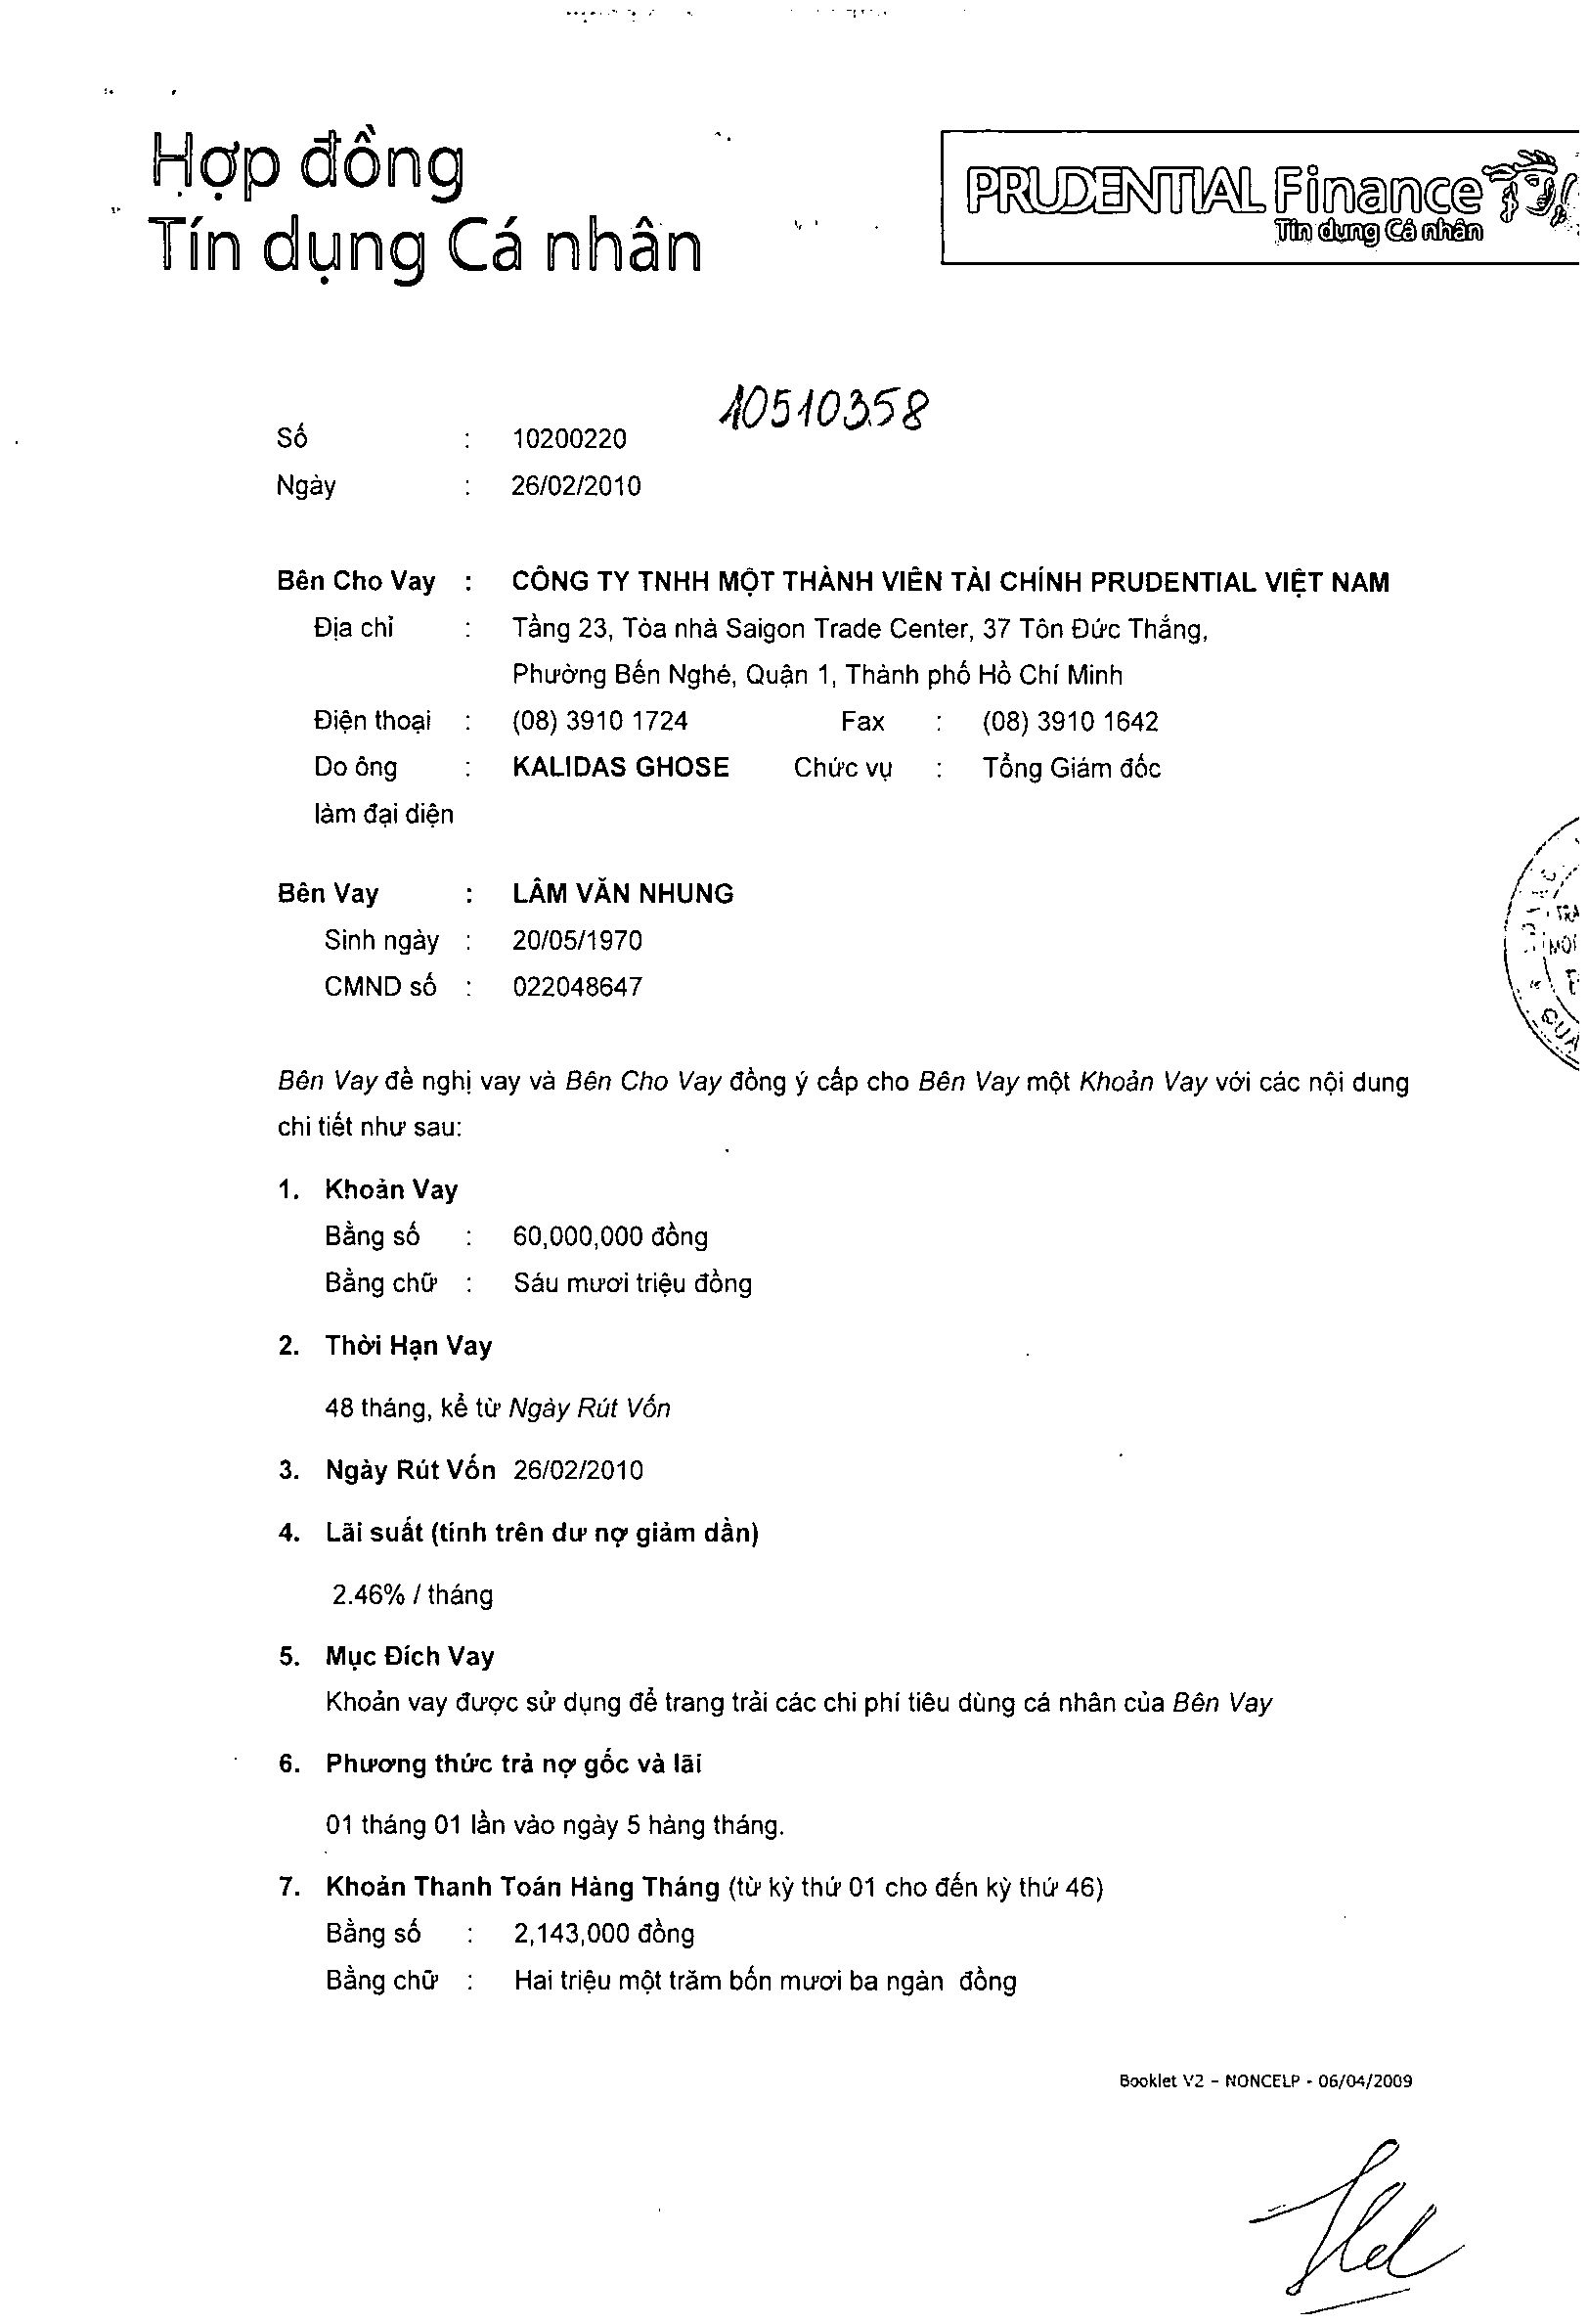 Hợp đồng
Tín dụng Cá nhân
PRUDENTIAL Finance
Tín dụng Cá nhân
10510358
Số : 10200220
Ngày : 26/02/2010
Bên Cho Vay : CÔNG TY TNHH MỘT THÀNH VIÊN TÀI CHÍNH PRUDENTIAL VIỆT NAM
Địa chỉ : Tầng 23, Tòa nhà Saigon Trade Center, 37 Tôn Đức Thắng,
Phường Bến Nghé, Quận 1, Thành phố Hồ Chí Minh
Điện thoại : (08) 3910 1724 Fax : (08) 3910 1642
Do ông : KALIDAS GHOSE Chức vụ : Tổng Giám đốc
làm đại diện
Bên Vay : LÂM VĂN NHUNG
Sinh ngày : 20/05/1970
CMND số : 022048647
Bên Vay đề nghị vay và Bên Cho Vay đồng ý cấp cho Bên Vay một Khoản Vay với các nội dung
chi tiết như sau:
1. Khoản Vay
Bằng số : 60,000,000 đồng
Bằng chữ : Sáu mươi triệu đồng
2. Thời Hạn Vay
48 tháng, kể từ Ngày Rút Vốn
3. Ngày Rút Vốn 26/02/2010
4. Lãi suất (tính trên dư nợ giảm dần)
2.46% / tháng
5. Mục Đích Vay
Khoản vay được sử dụng để trang trải các chi phí tiêu dùng cá nhân của Bên Vay
6. Phương thức trả nợ gốc và lãi
01 tháng 01 lần vào ngày 5 hàng tháng.
7. Khoản Thanh Toán Hàng Tháng (từ kỳ thứ 01 cho đến kỳ thứ 46)
Bằng số : 2,143,000 đồng
Bằng chữ : Hai triệu một trăm bốn mươi ba ngàn đồng
Booklet V2 - NONCELP - 06/04/2009